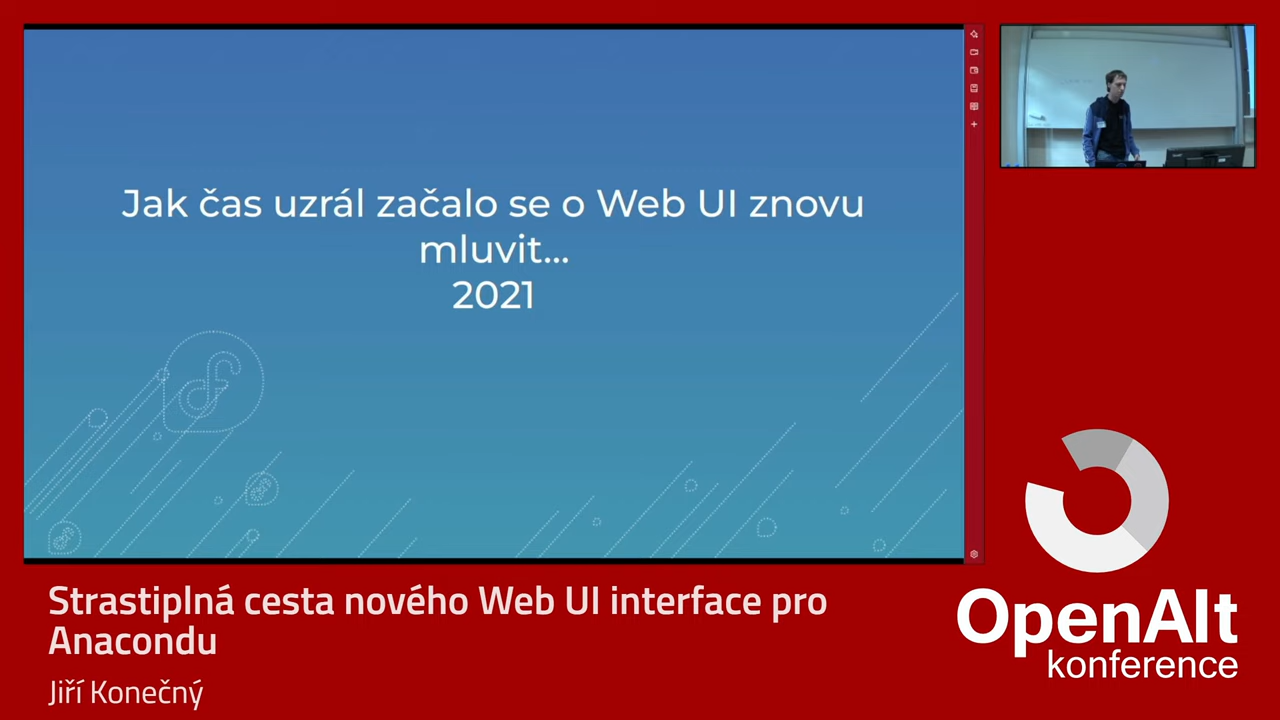 Jak čas uzrál začalo se o Web UI znovu
mluvit...
2021
Strastiplná cesta nového Web UI interface pro
Anacondu
Jiří Konečný
OpenAlt
konference